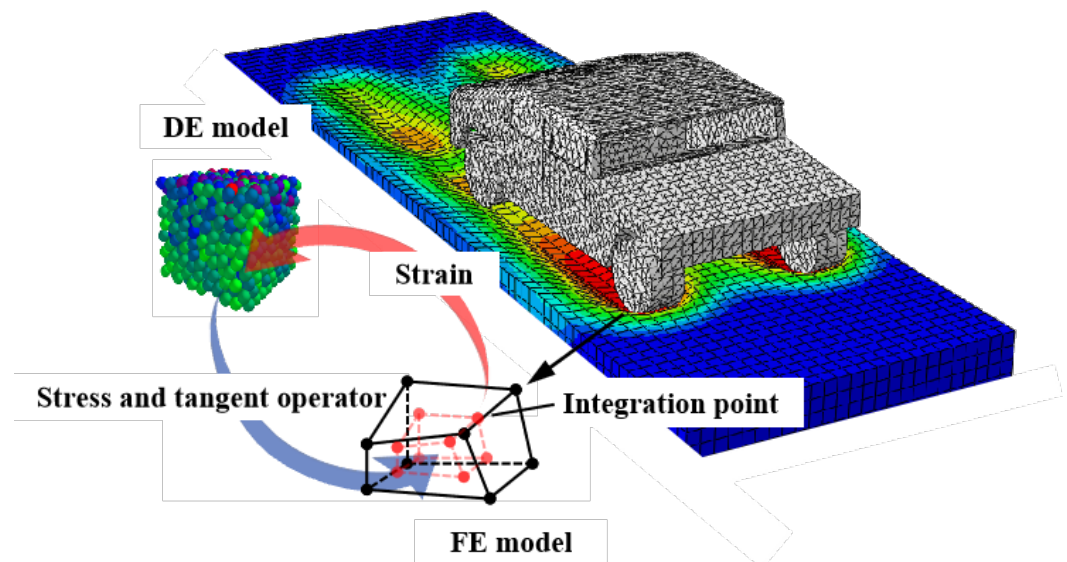 DE model
Strain
Stress and tangent operator
Integration point
FE model